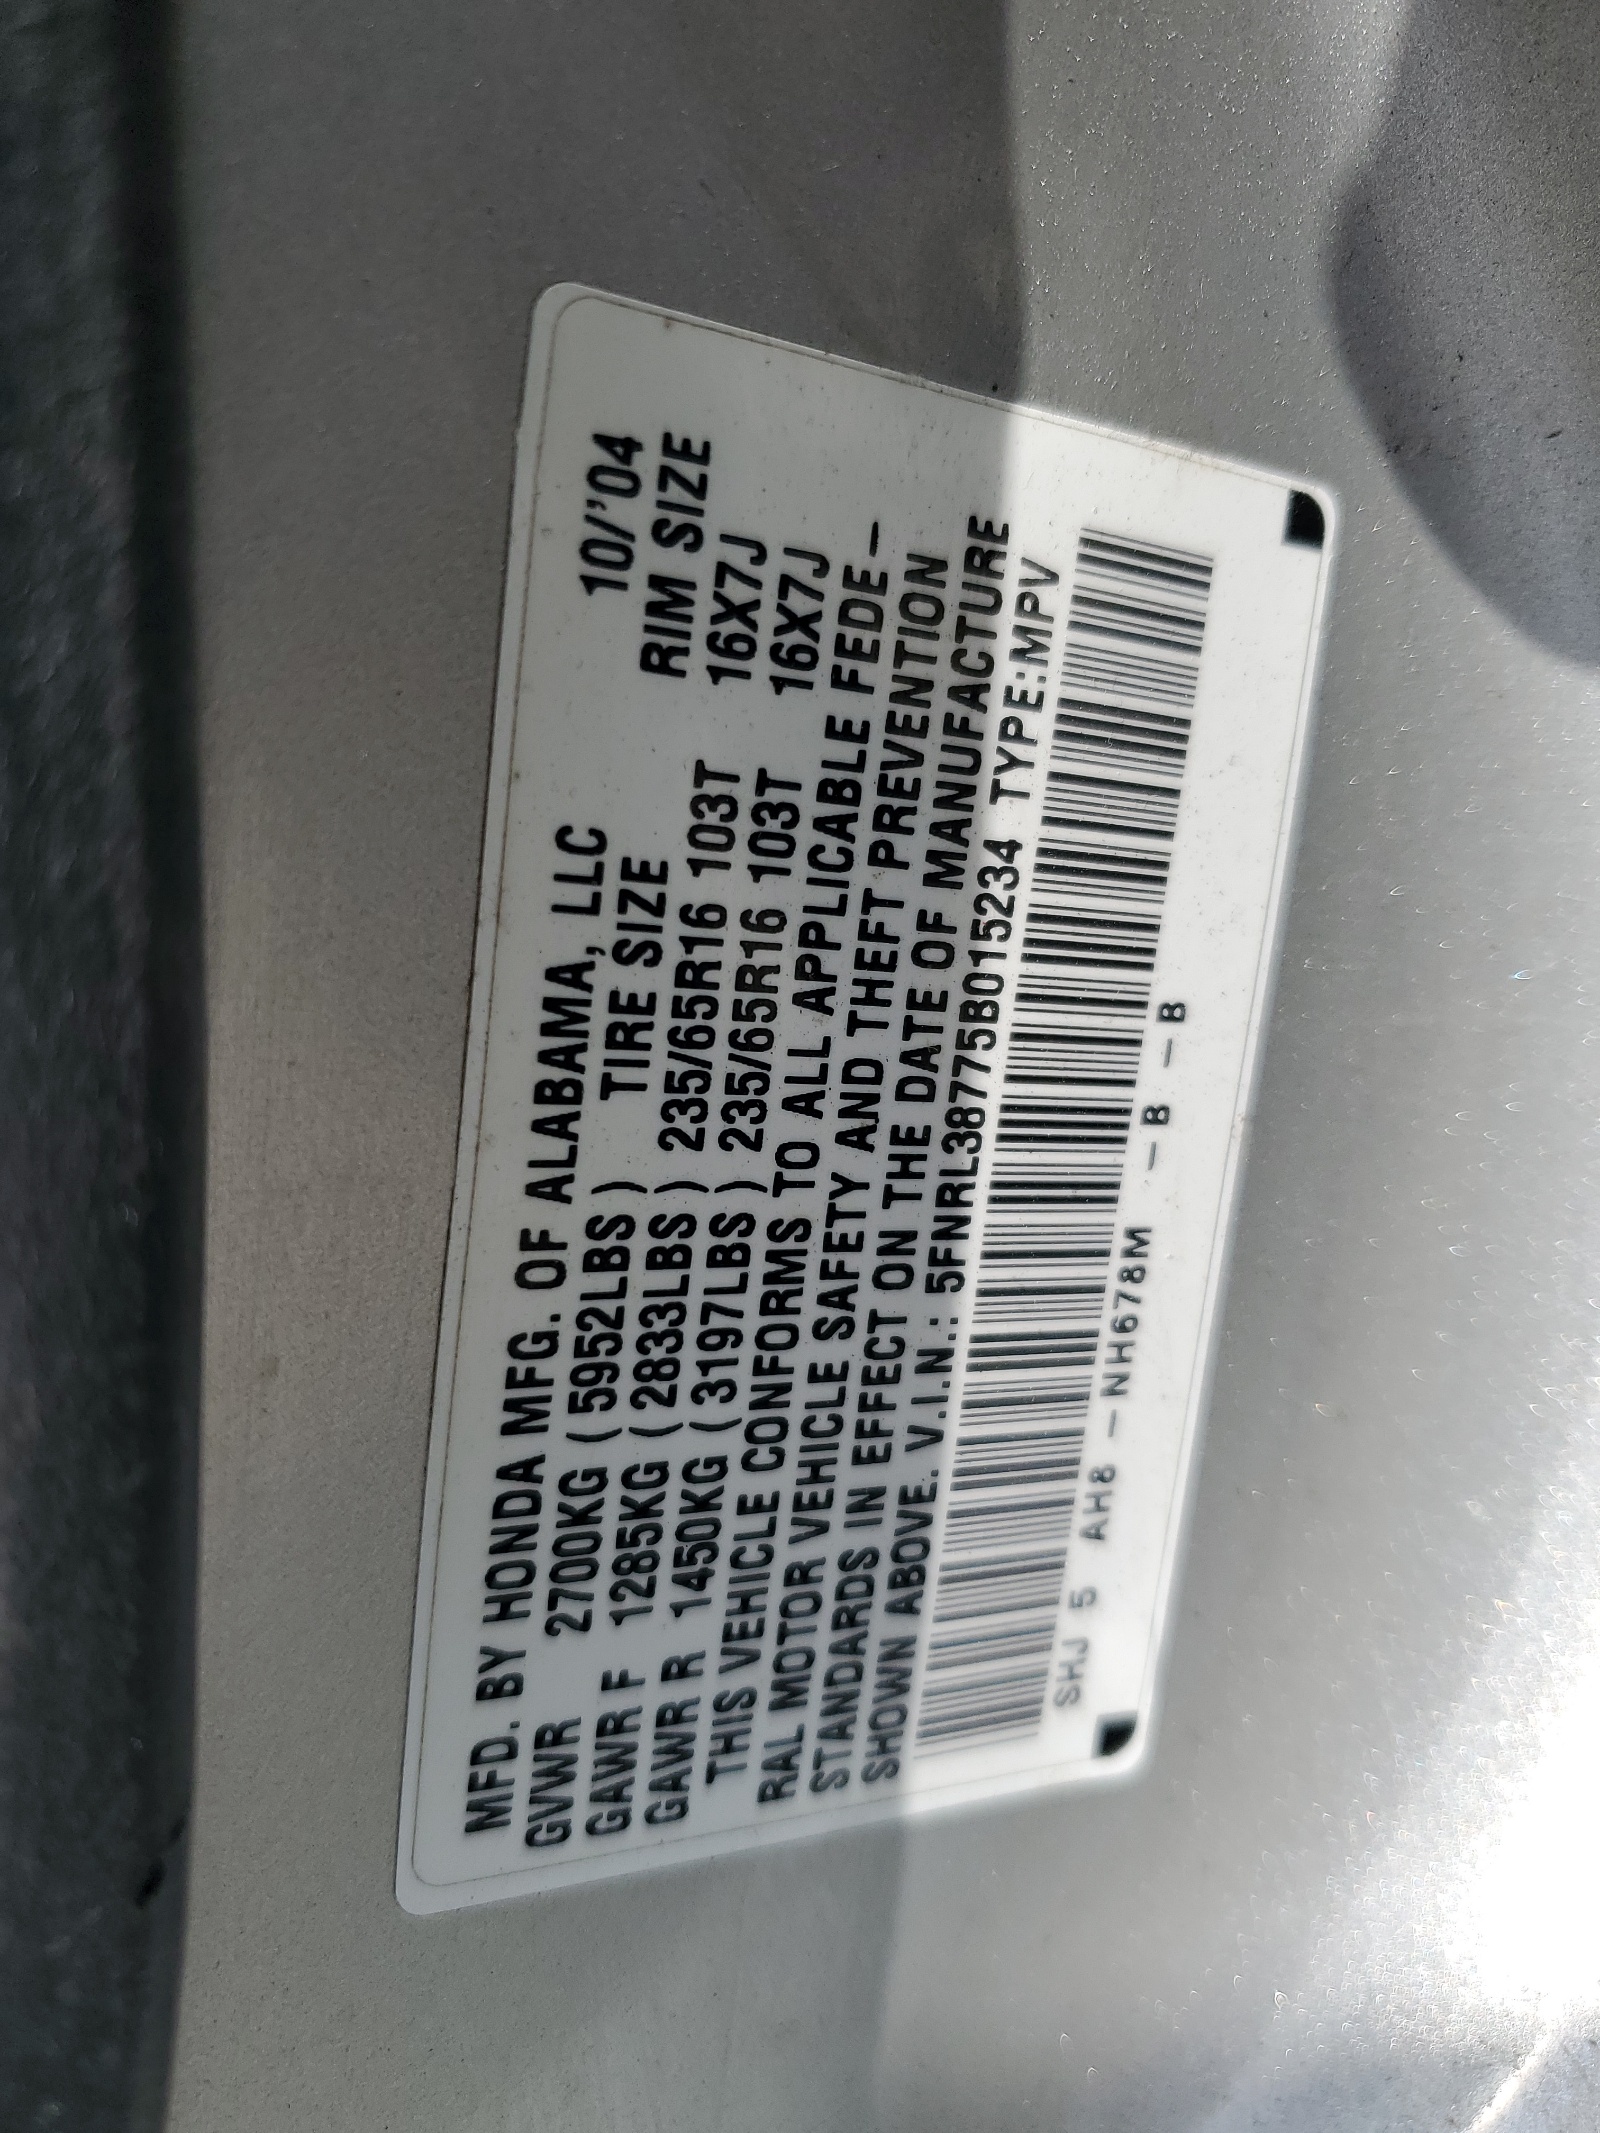 MFD. BY HONDA MFG. OF ALABAMA, LLC 10/'04
GVWR 2700KG (5952LBS) TIRE SIZE RIM SIZE
GAWR F 1285KG (2833LBS) 235/65R16 103T 16X7J
GAWR R 1450KG (3197LBS) 235/65R16 103T 16X7J
THIS VEHICLE CONFORMS TO ALL APPLICABLE FEDE-
RAL MOTOR VEHICLE SAFETY AND THEFT PREVENTION
STANDARDS IN EFFECT ON THE DATE OF MANUFACTURE
SHOWN ABOVE. V.I.N.: 5FNRL38775B015234 TYPE:MPV
SHJ 5 AH8 -NH678M -B -B